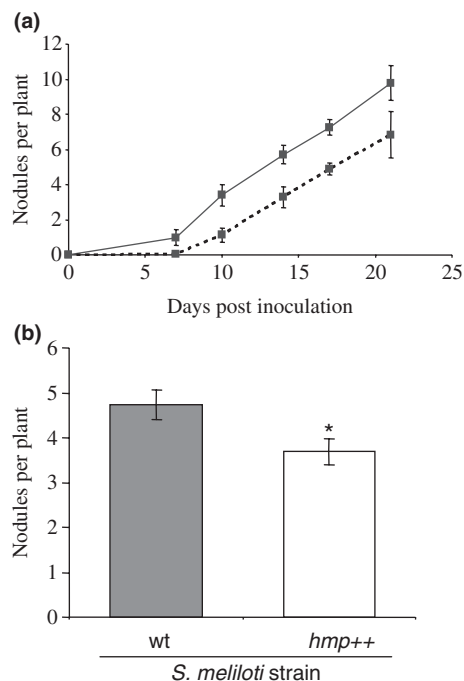 (a)
Nodules per plant
12
10
8
6
4
2
0
0
5
10
15
20
25
Days post inoculation
(b)
Nodules per plant
6
5
4
3
2
1
0
*
wt
hmp++
S. meliloti strain